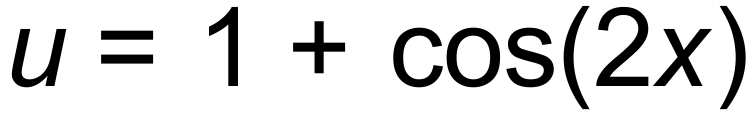 u = 1 + cos(2x)